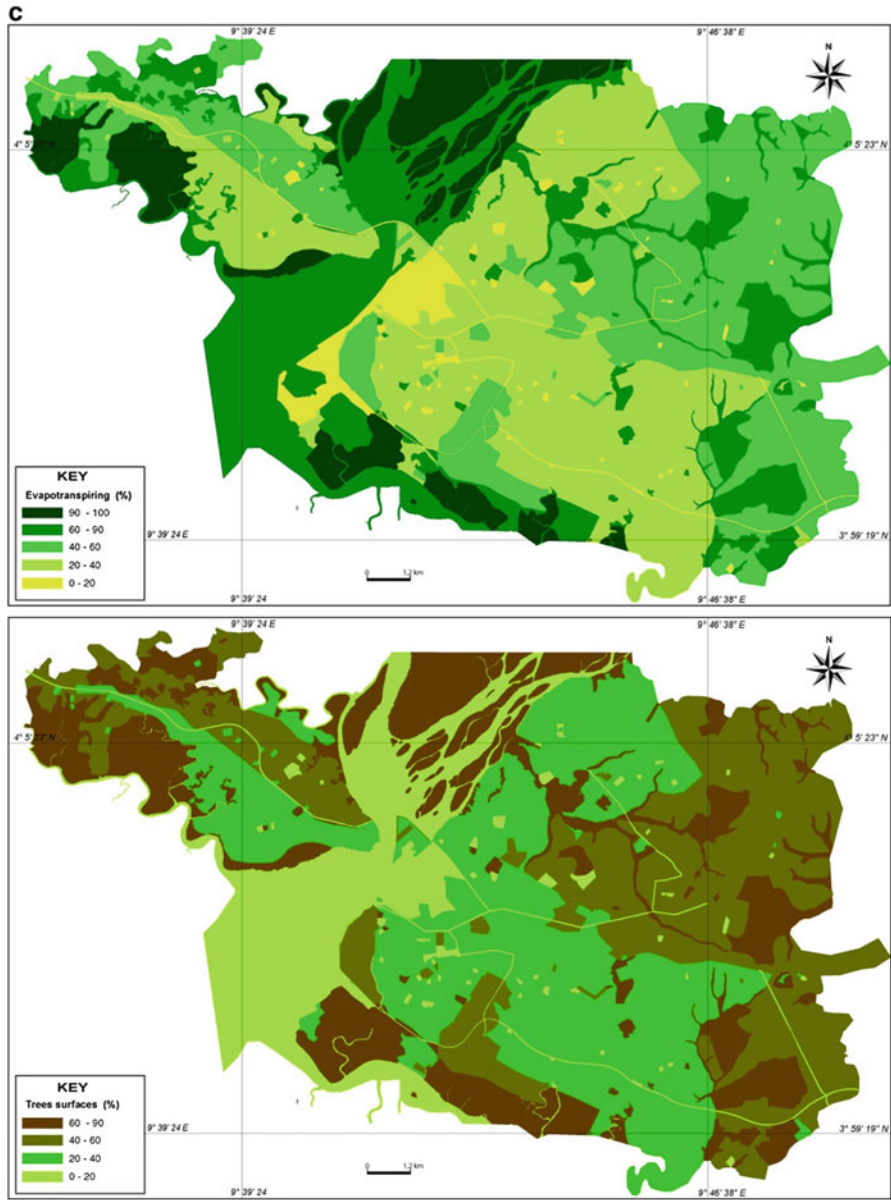 c
9° 39' 24 E
9° 46' 38" E
N
4° 5' 23" N
4° 5' 23" N
KEY
Evapotranspiring (%)
90 - 100
60 - 90
40 - 60
20 - 40
0 - 20
9° 39' 24 E
3° 59' 19" N
0 1,2 km
9° 39' 24
9° 46' 38" E
9° 39' 24 E
9° 46' 38" E
N
4° 5' 23" N
4° 5' 23" N
KEY
Trees surfaces (%)
60 - 90
40 - 60
20 - 40
0 - 20
9° 39' 24 E
3° 59' 19" N
0 1,2 km
9° 39' 24
9° 46' 38" E